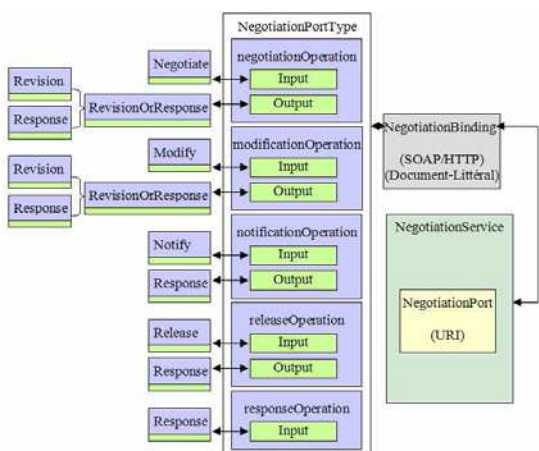 NegotiationPortType
Negotiate
negotiationOperation
Input
Output
Revision
Response
RevisionOrResponse
Modify
modificationOperation
Input
Output
Revision
Response
RevisionOrResponse
Notify
notificationOperation
Input
Response
Output
Release
releaseOperation
Input
Response
Output
Response
responseOperation
Input
NegotiationBinding
(SOAP/HTTP)
(Document-Littéral)
NegotiationService
NegotiationPort
(URI)